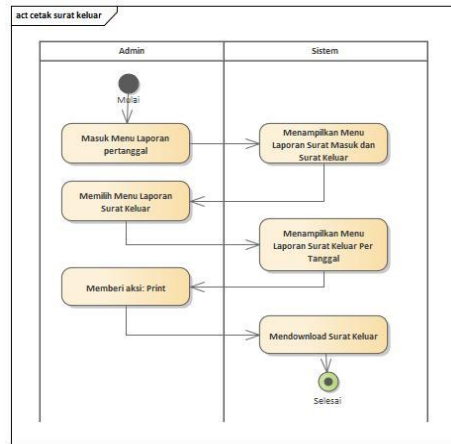 act cetak surat keluar
Admin
Sistem
Mulai
Masuk Menu Laporan
pertanggal
Menampilkan Menu
Laporan Surat Masuk dan
Surat Keluar
Memilih Menu Laporan
Surat Keluar
Menampilkan Menu
Laporan Surat Keluar Per
Tanggal
Memberi aksi: Print
Mendownload Surat Keluar
Selesai